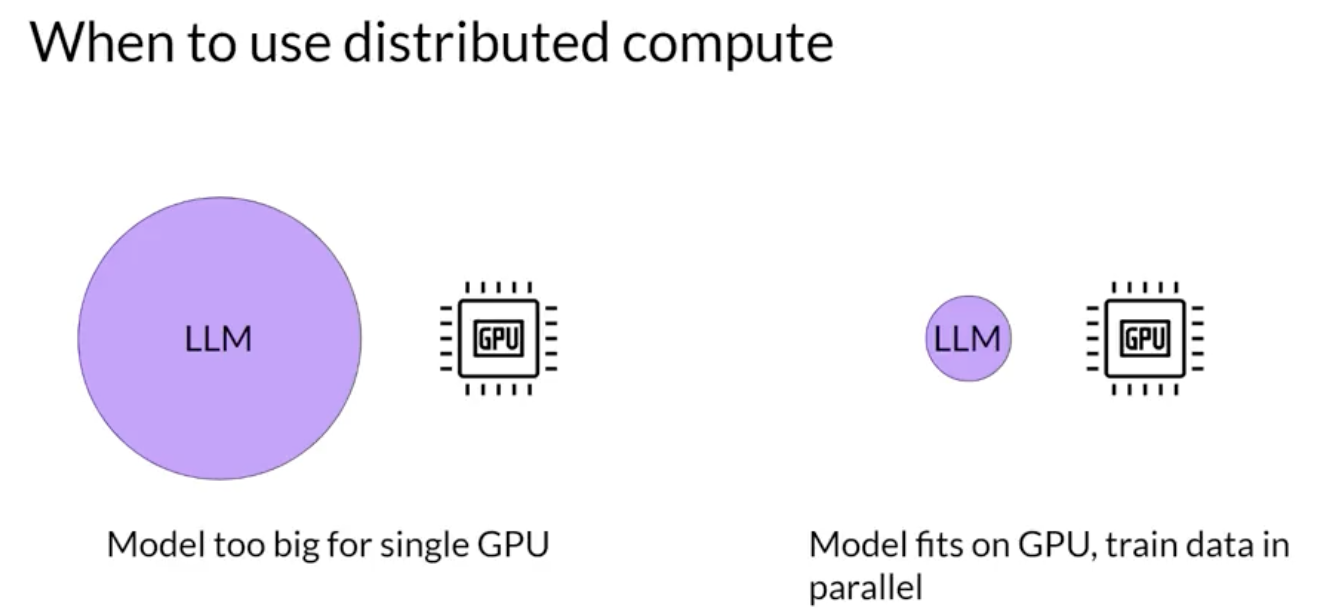 When to use distributed compute
LLM
GPU
LLM
GPU
Model too big for single GPU
Model fits on GPU, train data in
parallel